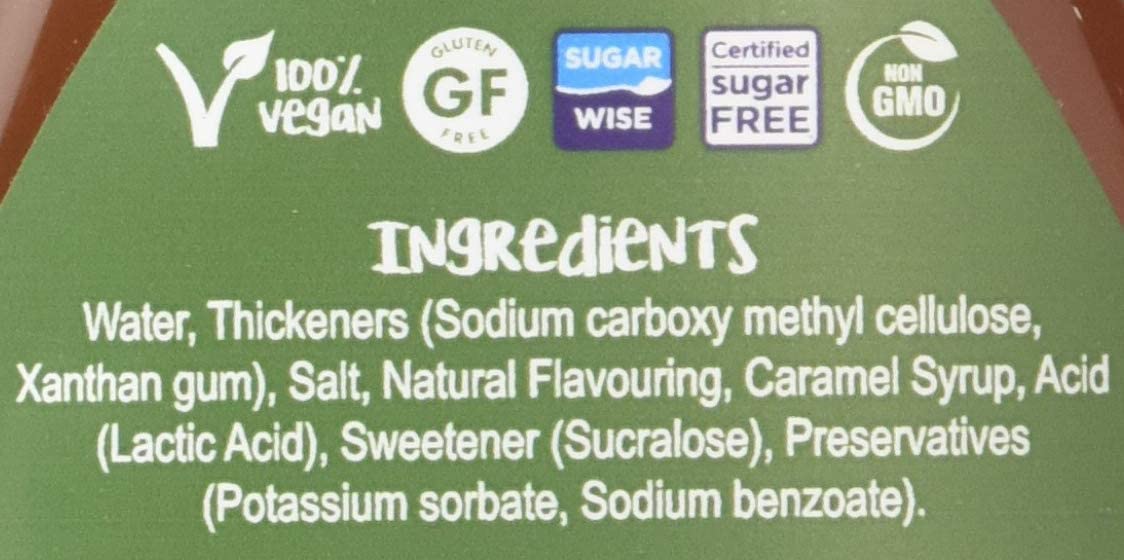 100% vegan
GLUTEN
GF
FREE
SUGAR
WISE
Certified
sugar
FREE
NON
GMO
INgRedieNTS
Water, Thickeners (Sodium carboxy methyl cellulose,
Xanthan gum), Salt, Natural Flavouring, Caramel Syrup, Acid
(Lactic Acid), Sweetener (Sucralose), Preservatives
(Potassium sorbate, Sodium benzoate).